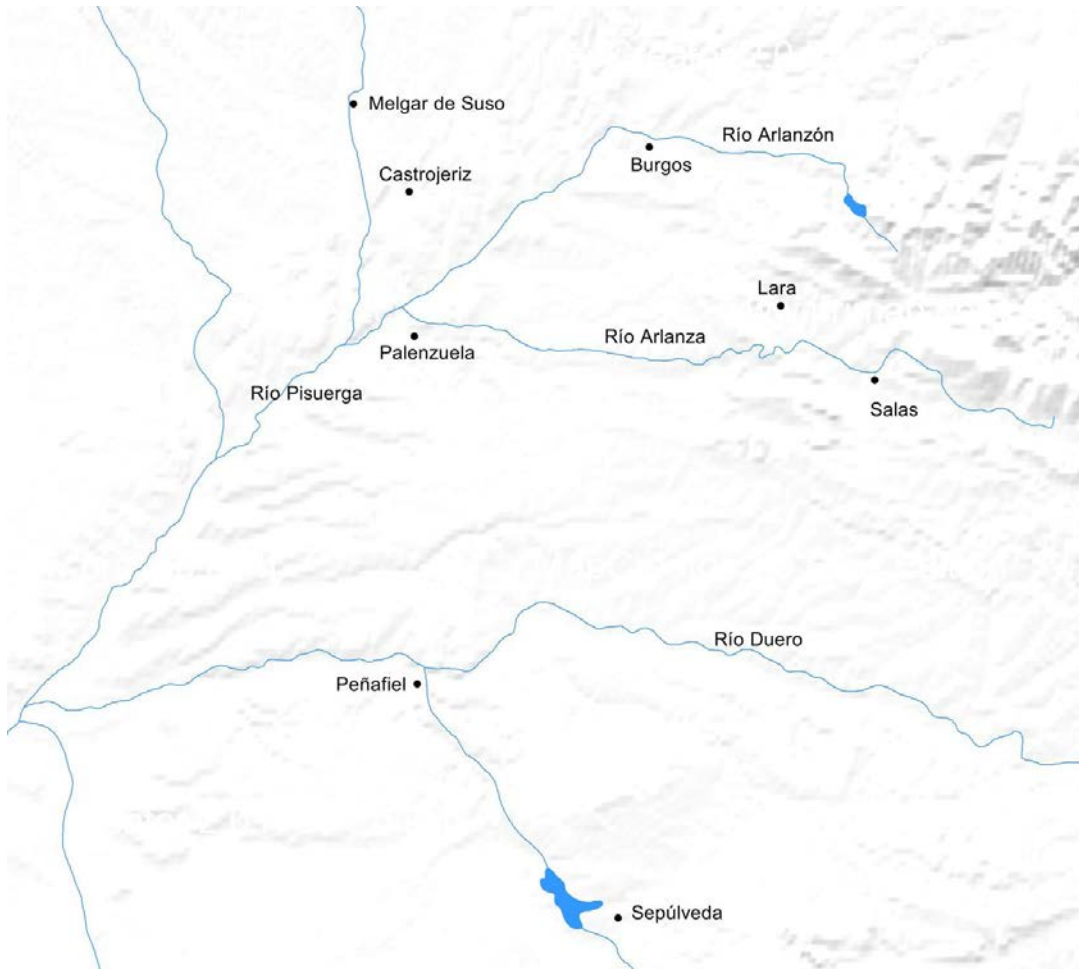 Melgar de Suso
Río Arlanzón
Burgos
Castrojeriz
Lara
Río Arlanza
Palenzuela
Río Pisuerga
Salas
Río Duero
Peñafiel
Sepúlveda